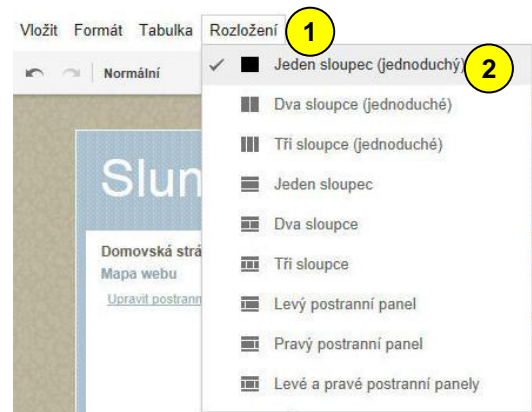 Vložit Formát Tabulka Rozložení 1
Normální
Jeden sloupec (jednoduchý) 2
Dva sloupce (jednoduché)
Tři sloupce (jednoduché)
Slun
Jeden sloupec
Dva sloupce
Domovská strá
Tři sloupce
Mapa webu
Upravit postrann
Levý postranní panel
Pravý postranní panel
Levé a pravé postranní panely